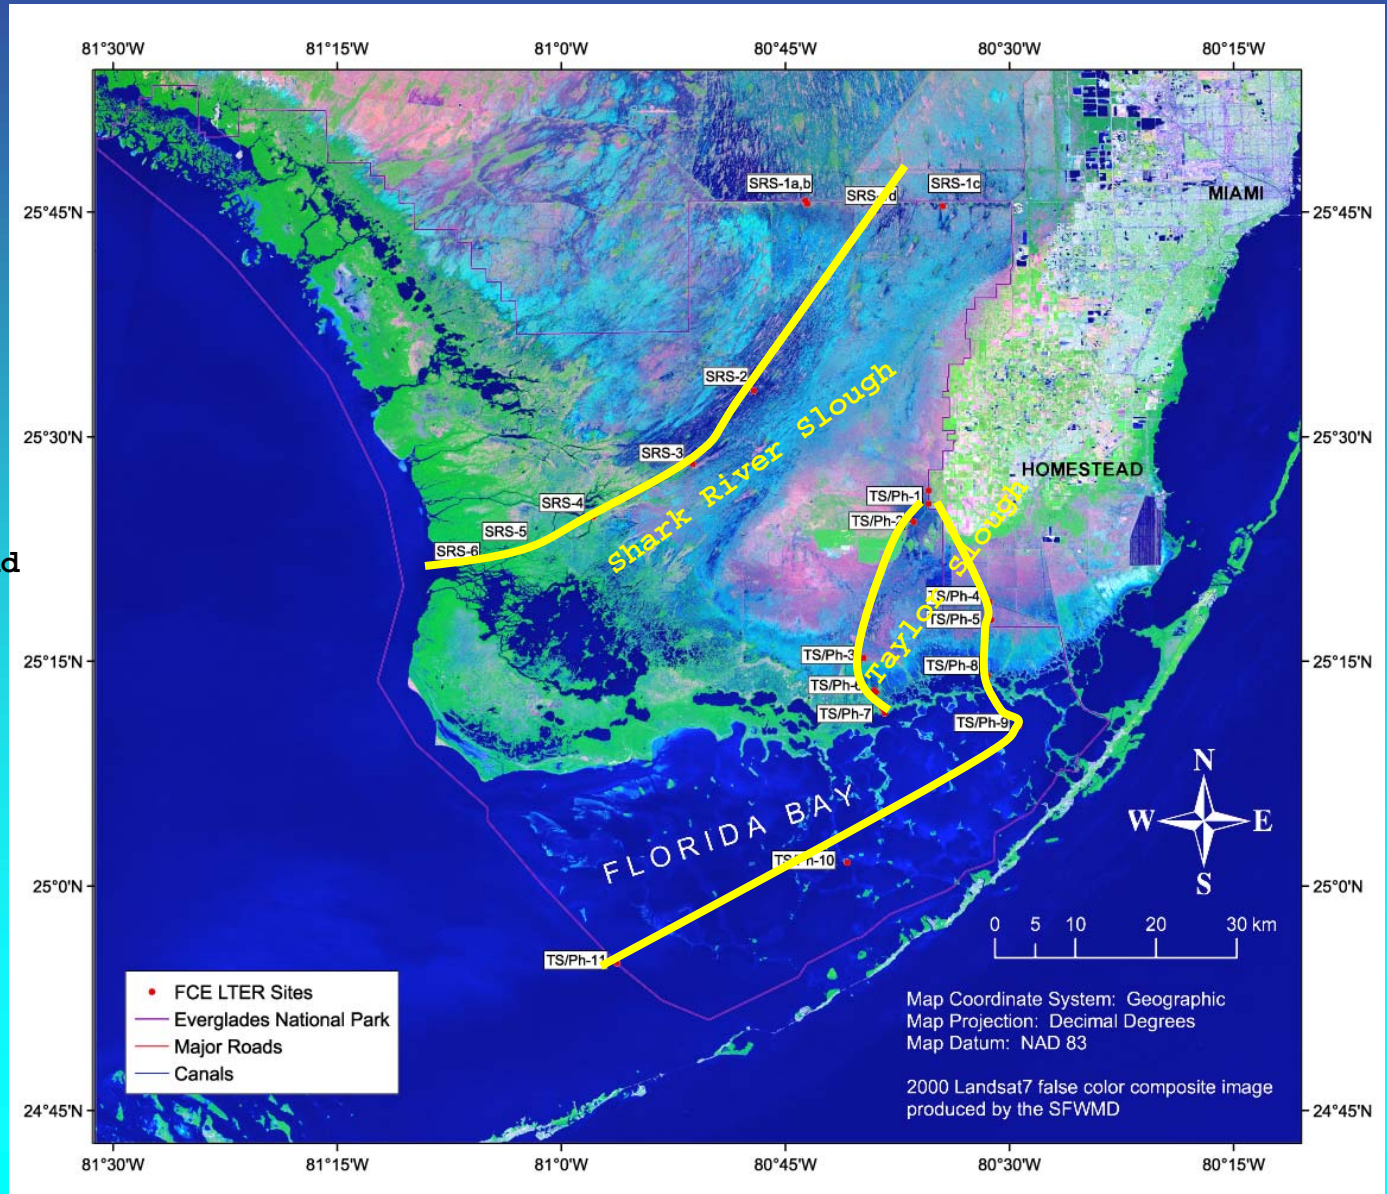 81°30'W 81°15'W 81°0'W 80°45'W 80°30'W 80°15'W
SRS-1a,b
SRS-1c
MIAMI
25°45'N
25°45'N
SRS-2
SRS-3
25°30'N
25°30'N
HOMESTEAD
Shark River Slough
TS/Ph-1
SRS-4
TS/Ph-2
SRS-5
SRS-6
d
Taylor Slough
TS/Ph-4
TS/Ph-5
TS/Ph-3
TS/Ph-8
25°15'N
25°15'N
TS/Ph-6
TS/Ph-7
TS/Ph-9
N
W E
S
FLORIDA BAY
TS/Ph-10
25°0'N
25°0'N
0 5 10 20 30 km
TS/Ph-11
FCE LTER Sites
Everglades National Park
Major Roads
Canals
Map Coordinate System: Geographic
Map Projection: Decimal Degrees
Map Datum: NAD 83
2000 Landsat7 false color composite image
produced by the SFWMD
24°45'N
24°45'N
81°30'W 81°15'W 81°0'W 80°45'W 80°30'W 80°15'W